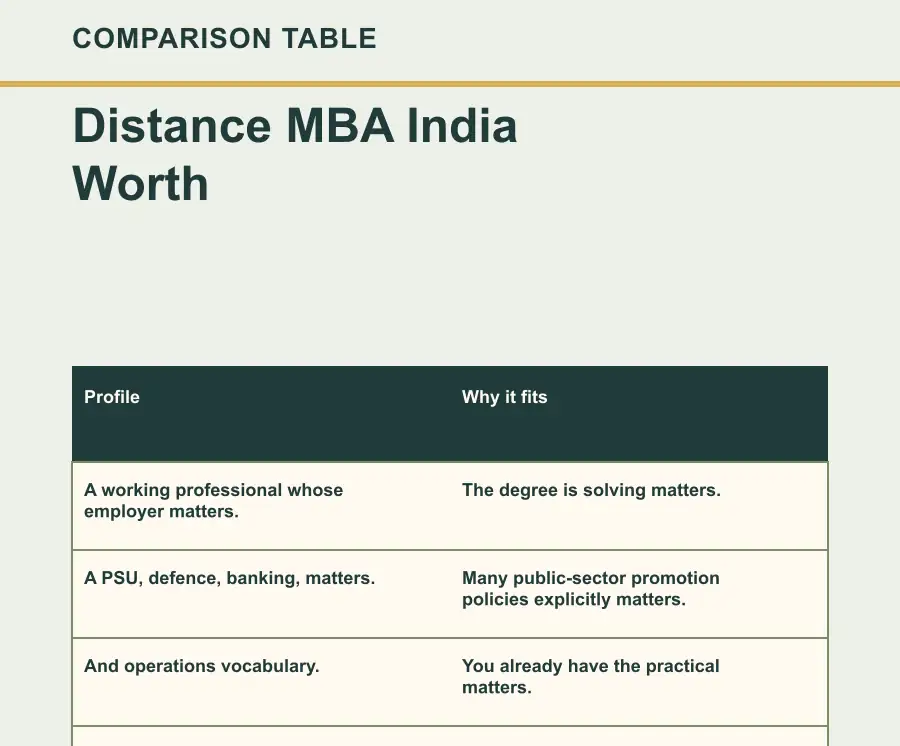 COMPARISON TABLE
Distance MBA India
Worth
Profile
Why it fits
A working professional whose
employer matters.
The degree is solving matters.
A PSU, defence, banking, matters.
Many public-sector promotion
policies explicitly matters.
And operations vocabulary.
You already have the practical
matters.